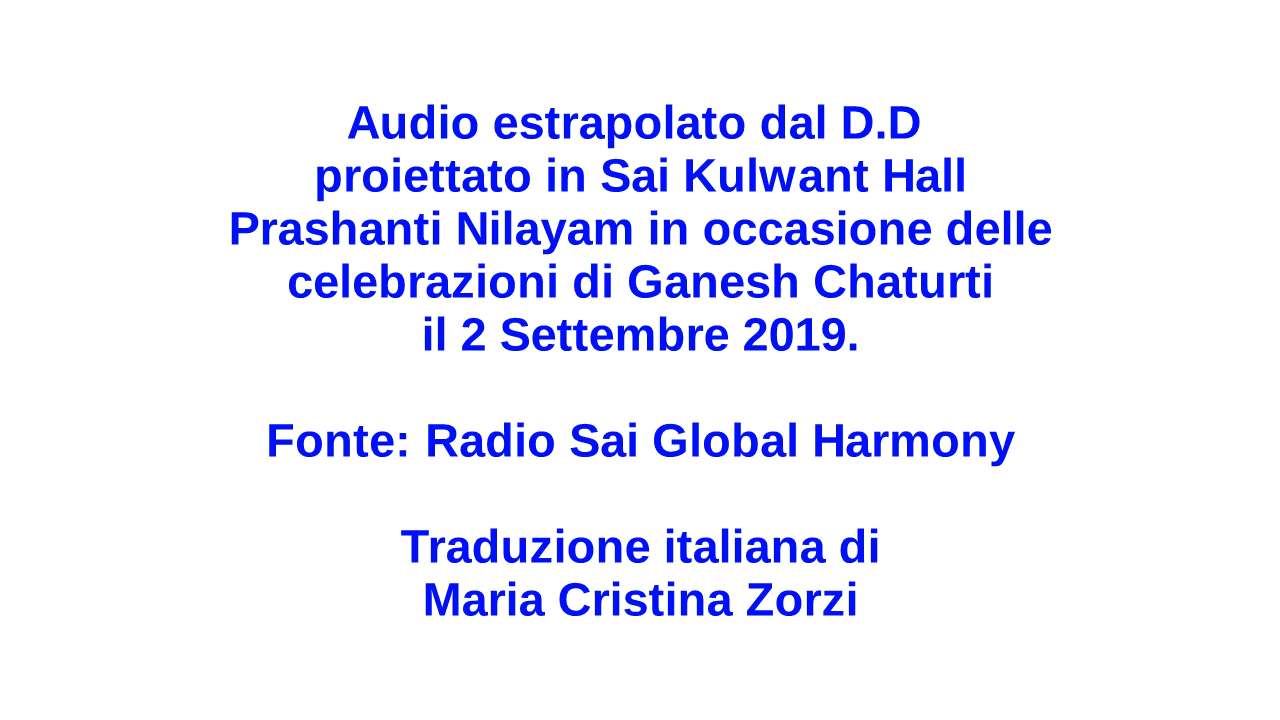 Audio estrapolato dal D.D
proiettato in Sai Kulwant Hall
Prashanti Nilayam in occasione delle
celebrazioni di Ganesh Chaturti
il 2 Settembre 2019.
Fonte: Radio Sai Global Harmony
Traduzione italiana di
Maria Cristina Zorzi